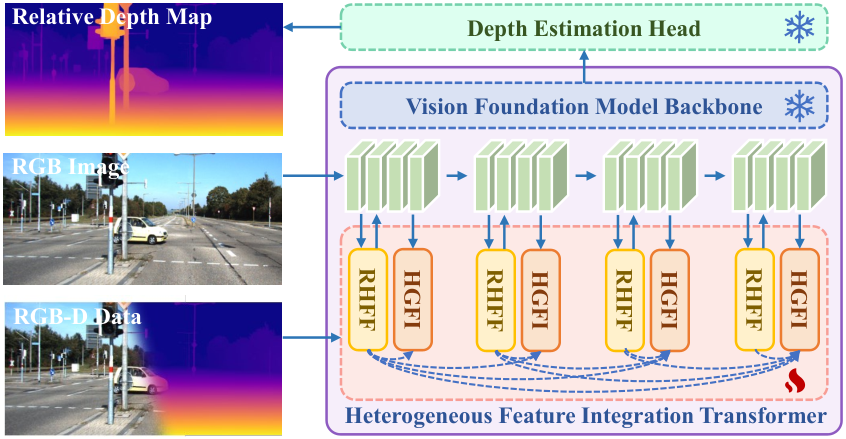 Relative Depth Map
Depth Estimation Head
Vision Foundation Model Backbone
RGB Image
RGB-D Data
RHFF
HGFI
RHFF
HGFI
RHFF
HGFI
RHFF
HGFI
Heterogeneous Feature Integration Transformer